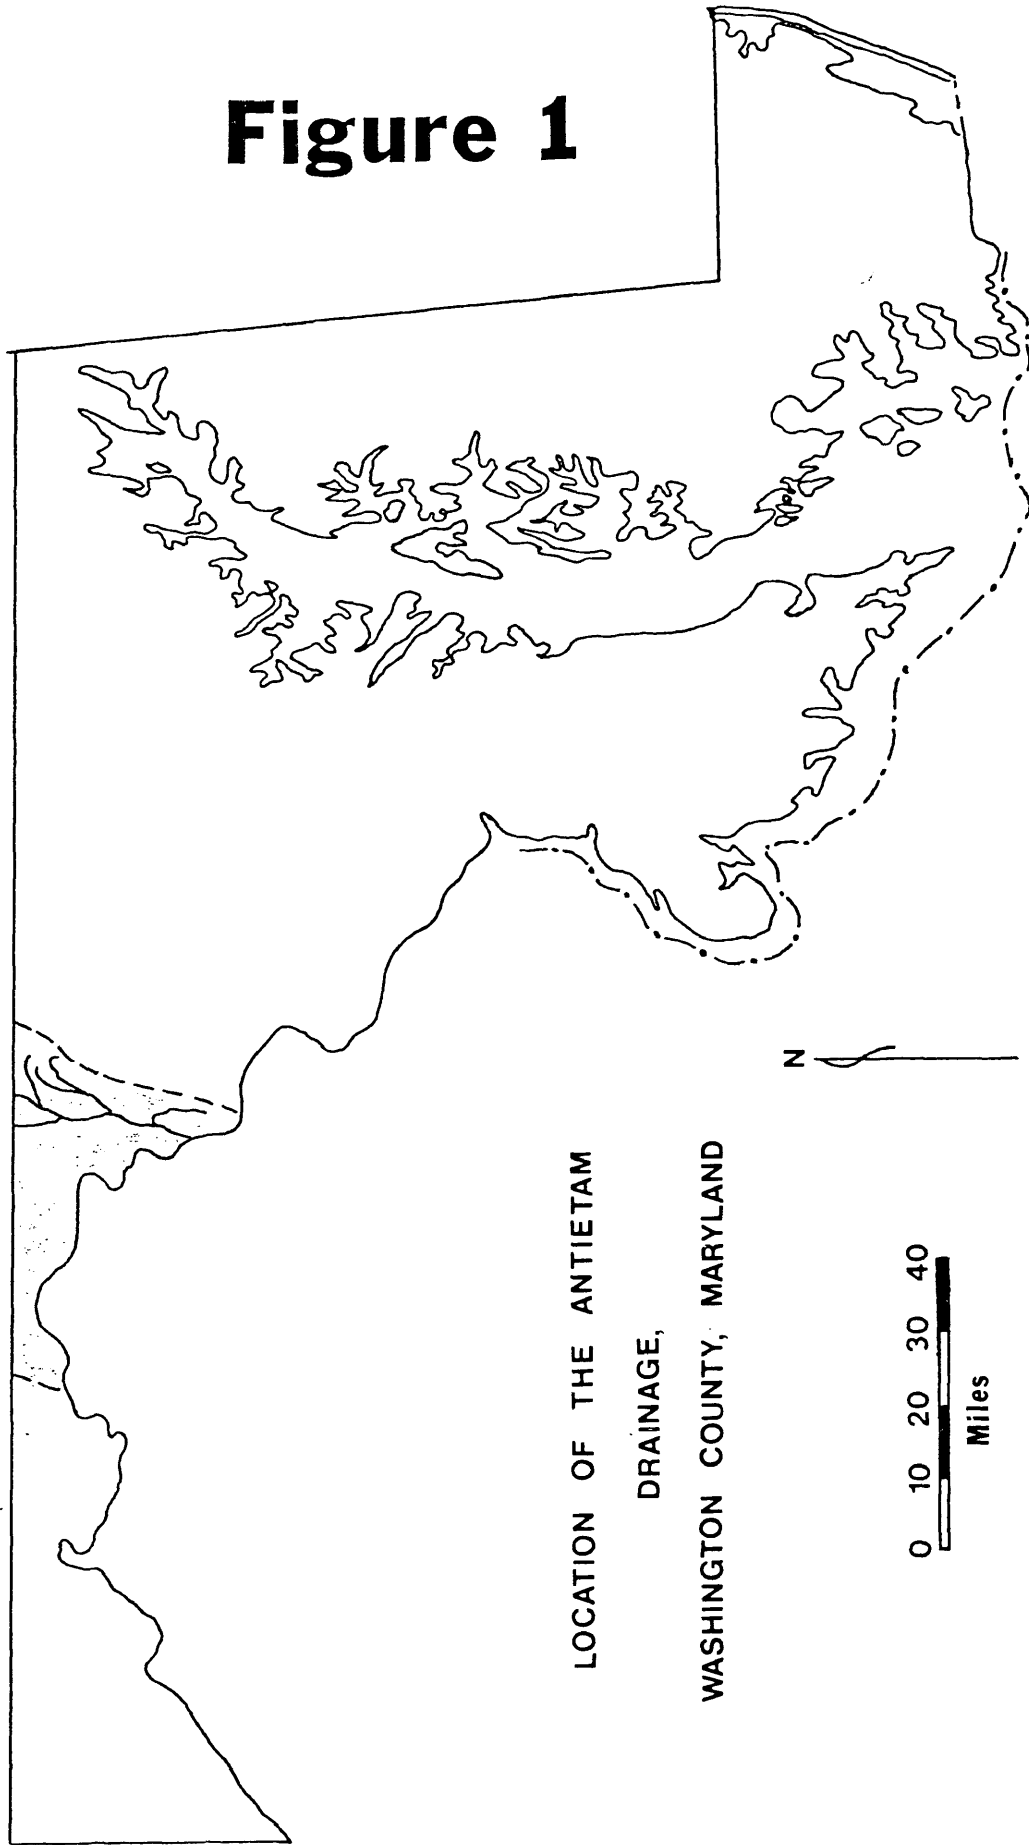 Figure 1
LOCATION OF THE ANTIETAM
DRAINAGE,
WASHINGTON COUNTY, MARYLAND
N
0 10 20 30 40
Miles